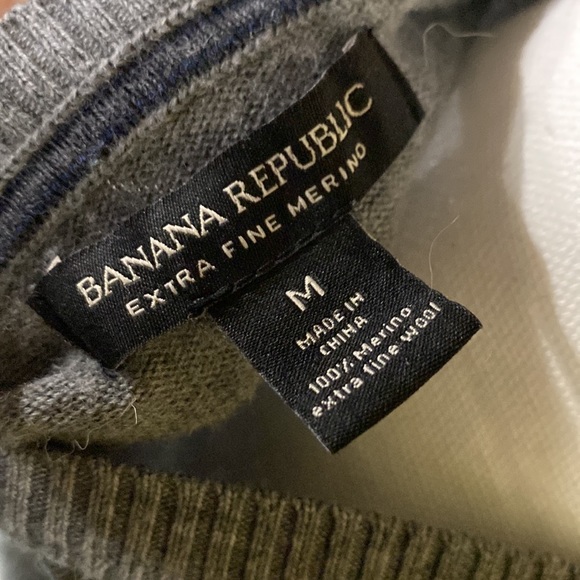 BANANA REPUBLIC
EXTRA FINE MERINO
M
MADE IN
CHINA
100% Merino
extra fine wool